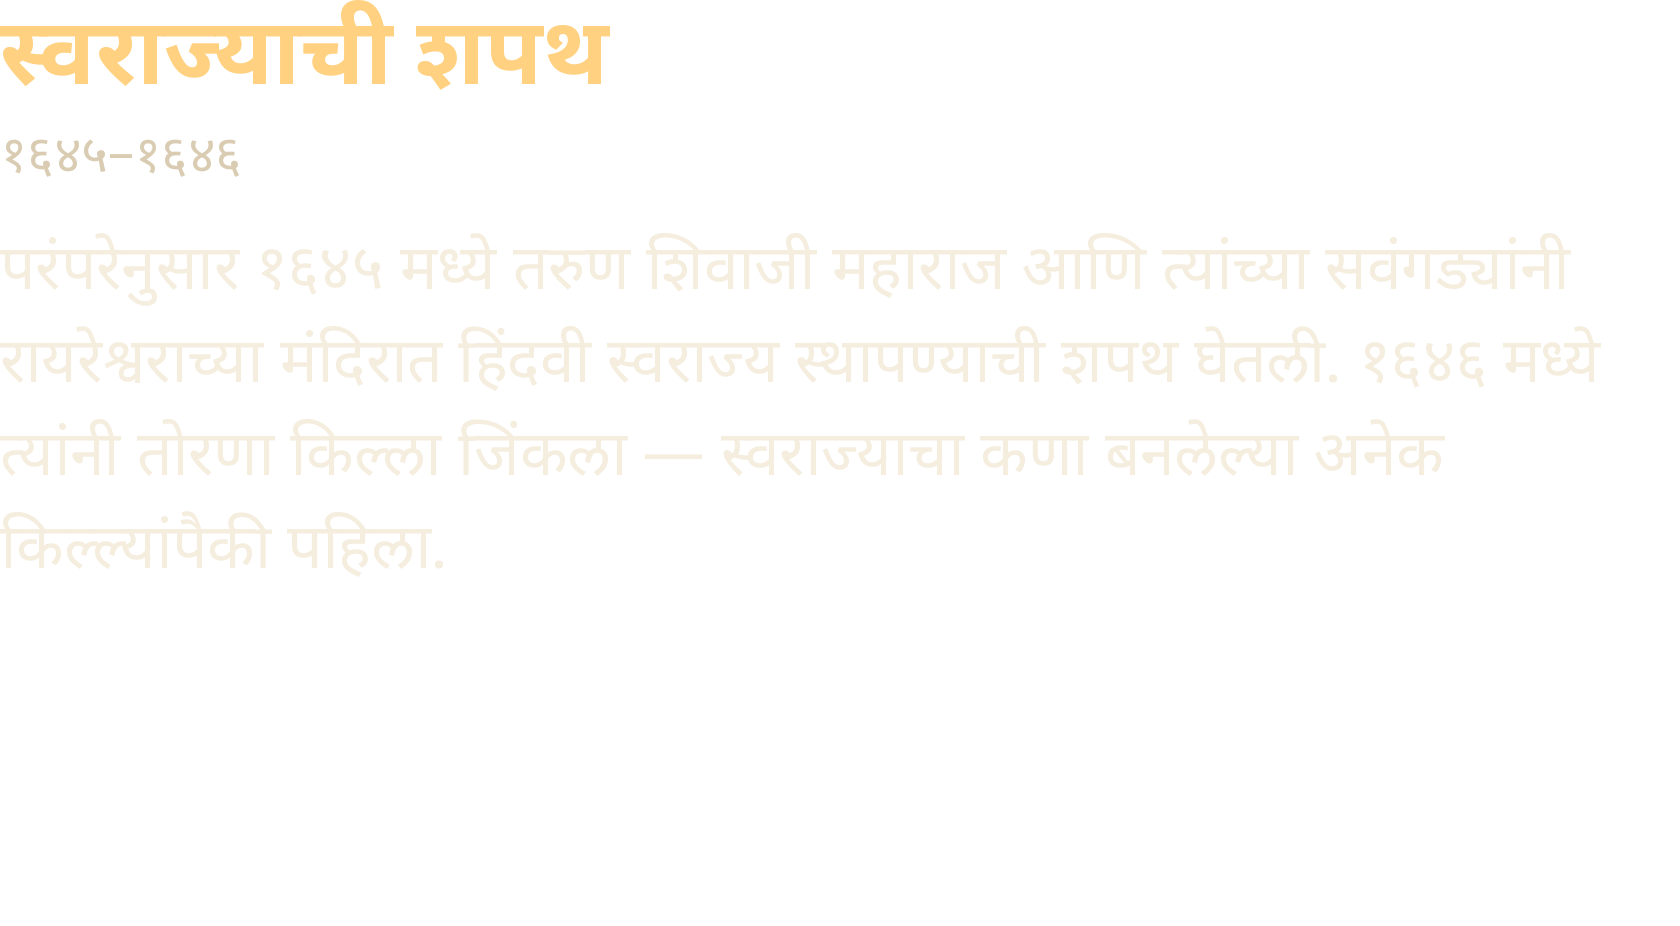 स्वराज्याची शपथ
१६४५–१६४६
परंपरेनुसार १६४५ मध्ये तरुण शिवाजी महाराज आणि त्यांच्या सवंगड्यांनी
रायरेश्वराच्या मंदिरात हिंदवी स्वराज्य स्थापण्याची शपथ घेतली. १६४६ मध्ये
त्यांनी तोरणा किल्ला जिंकला — स्वराज्याचा कणा बनलेल्या अनेक
किल्ल्यांपैकी पहिला.